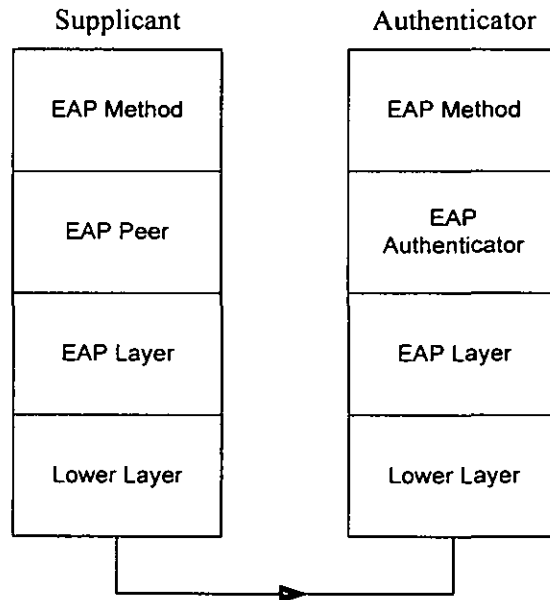 Supplicant
Authenticator
EAP Method
EAP Method
EAP Peer
EAP
Authenticator
EAP Layer
EAP Layer
Lower Layer
Lower Layer